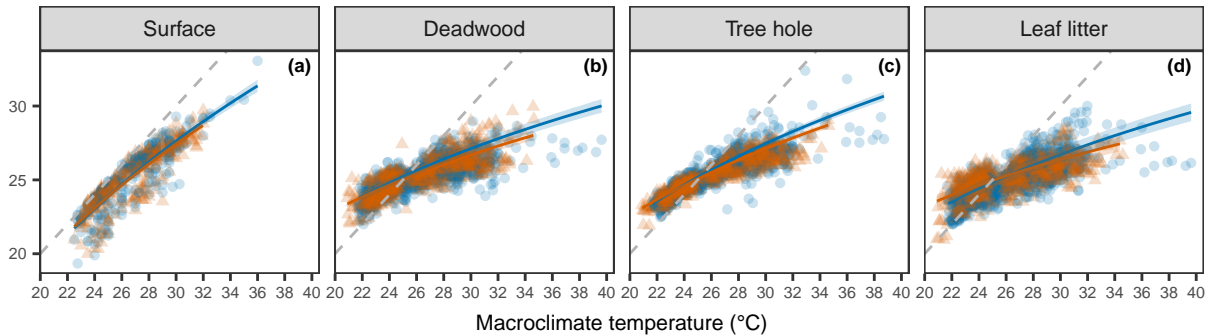 Surface Deadwood Tree hole Leaf litter
(a) (b) (c) (d)
30
25
20
20 22 24 26 28 30 32 34 36 38 40 20 22 24 26 28 30 32 34 36 38 40 20 22 24 26 28 30 32 34 36 38 40 20 22 24 26 28 30 32 34 36 38 40
Macroclimate temperature (°C)